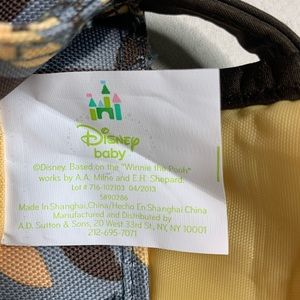 Disney
baby
©Disney. Based on the "Winnie the Pooh"
works by A.A. Milne and E.H. Shepard.
Lot # 716-102103 04/2013
5890286
Made In Shanghai,China/Hecho En Shanghai China
Manufactured and Distributed by
A.D. Sutton & Sons, 20 West 33rd St, NY, NY 10001
212-695-7071